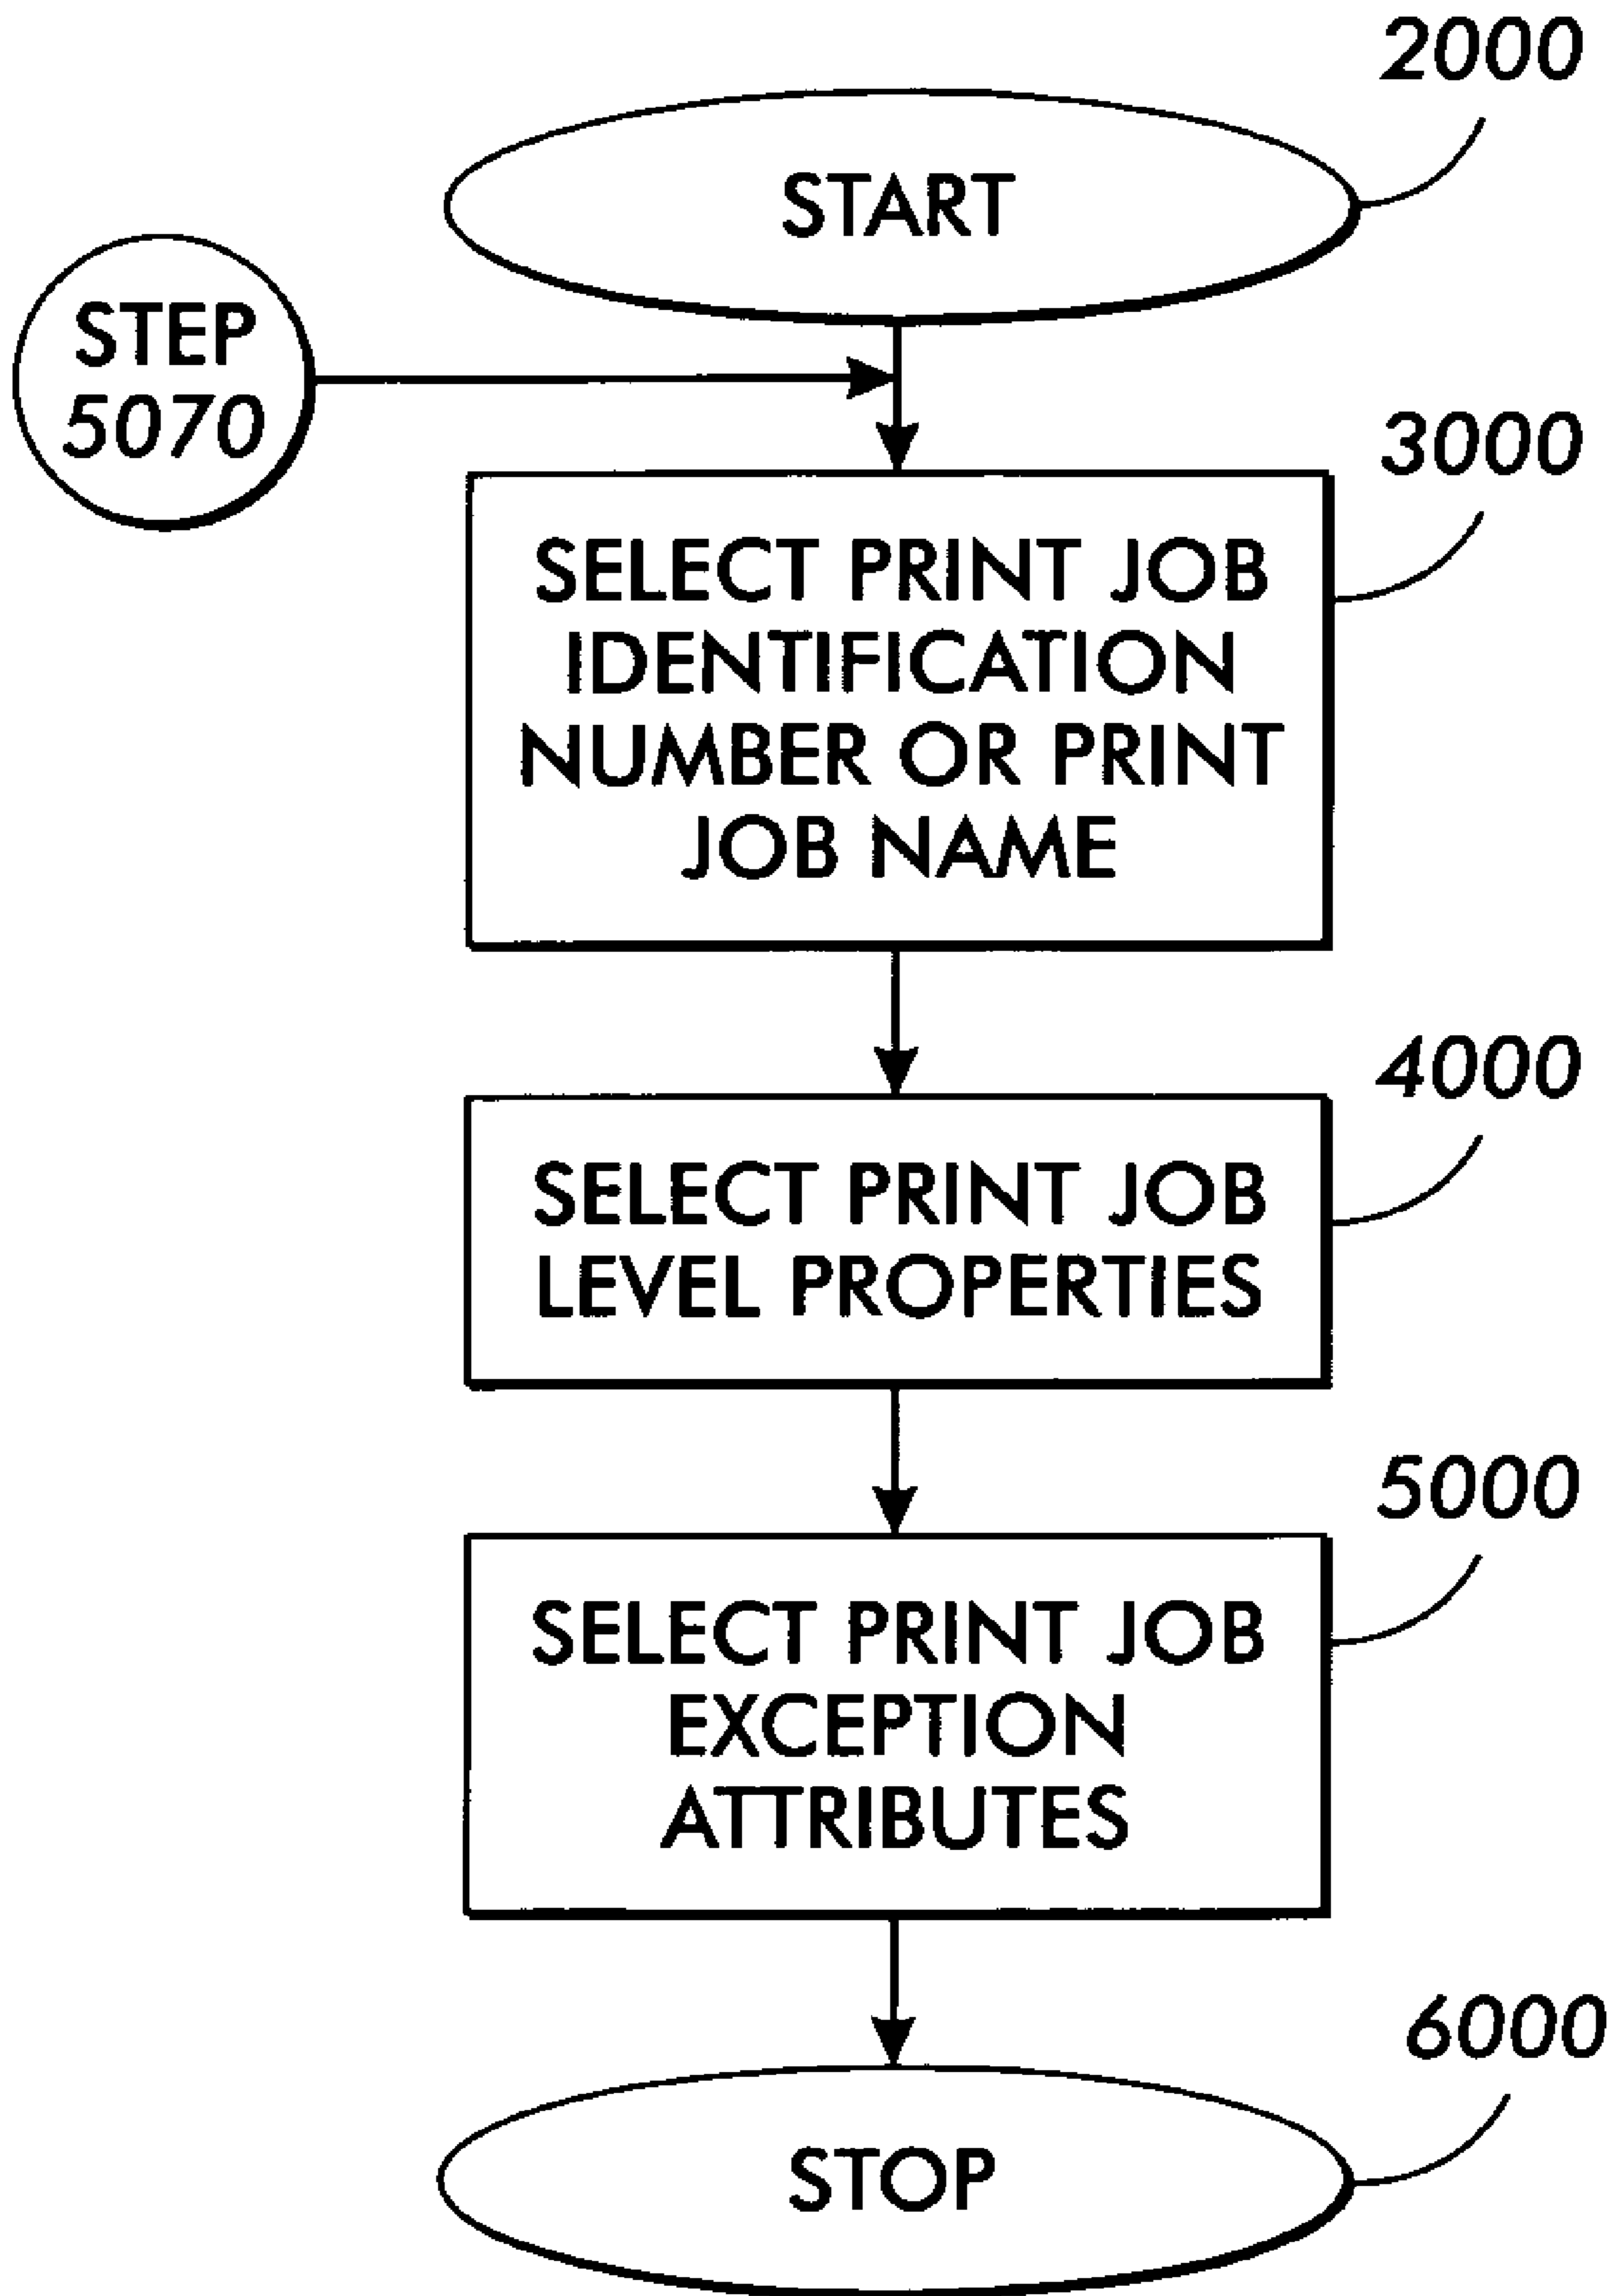 2000
START
STEP
5070
3000
SELECT PRINT JOB
IDENTIFICATION
NUMBER OR PRINT
JOB NAME
4000
SELECT PRINT JOB
LEVEL PROPERTIES
5000
SELECT PRINT JOB
EXCEPTION
ATTRIBUTES
6000
STOP